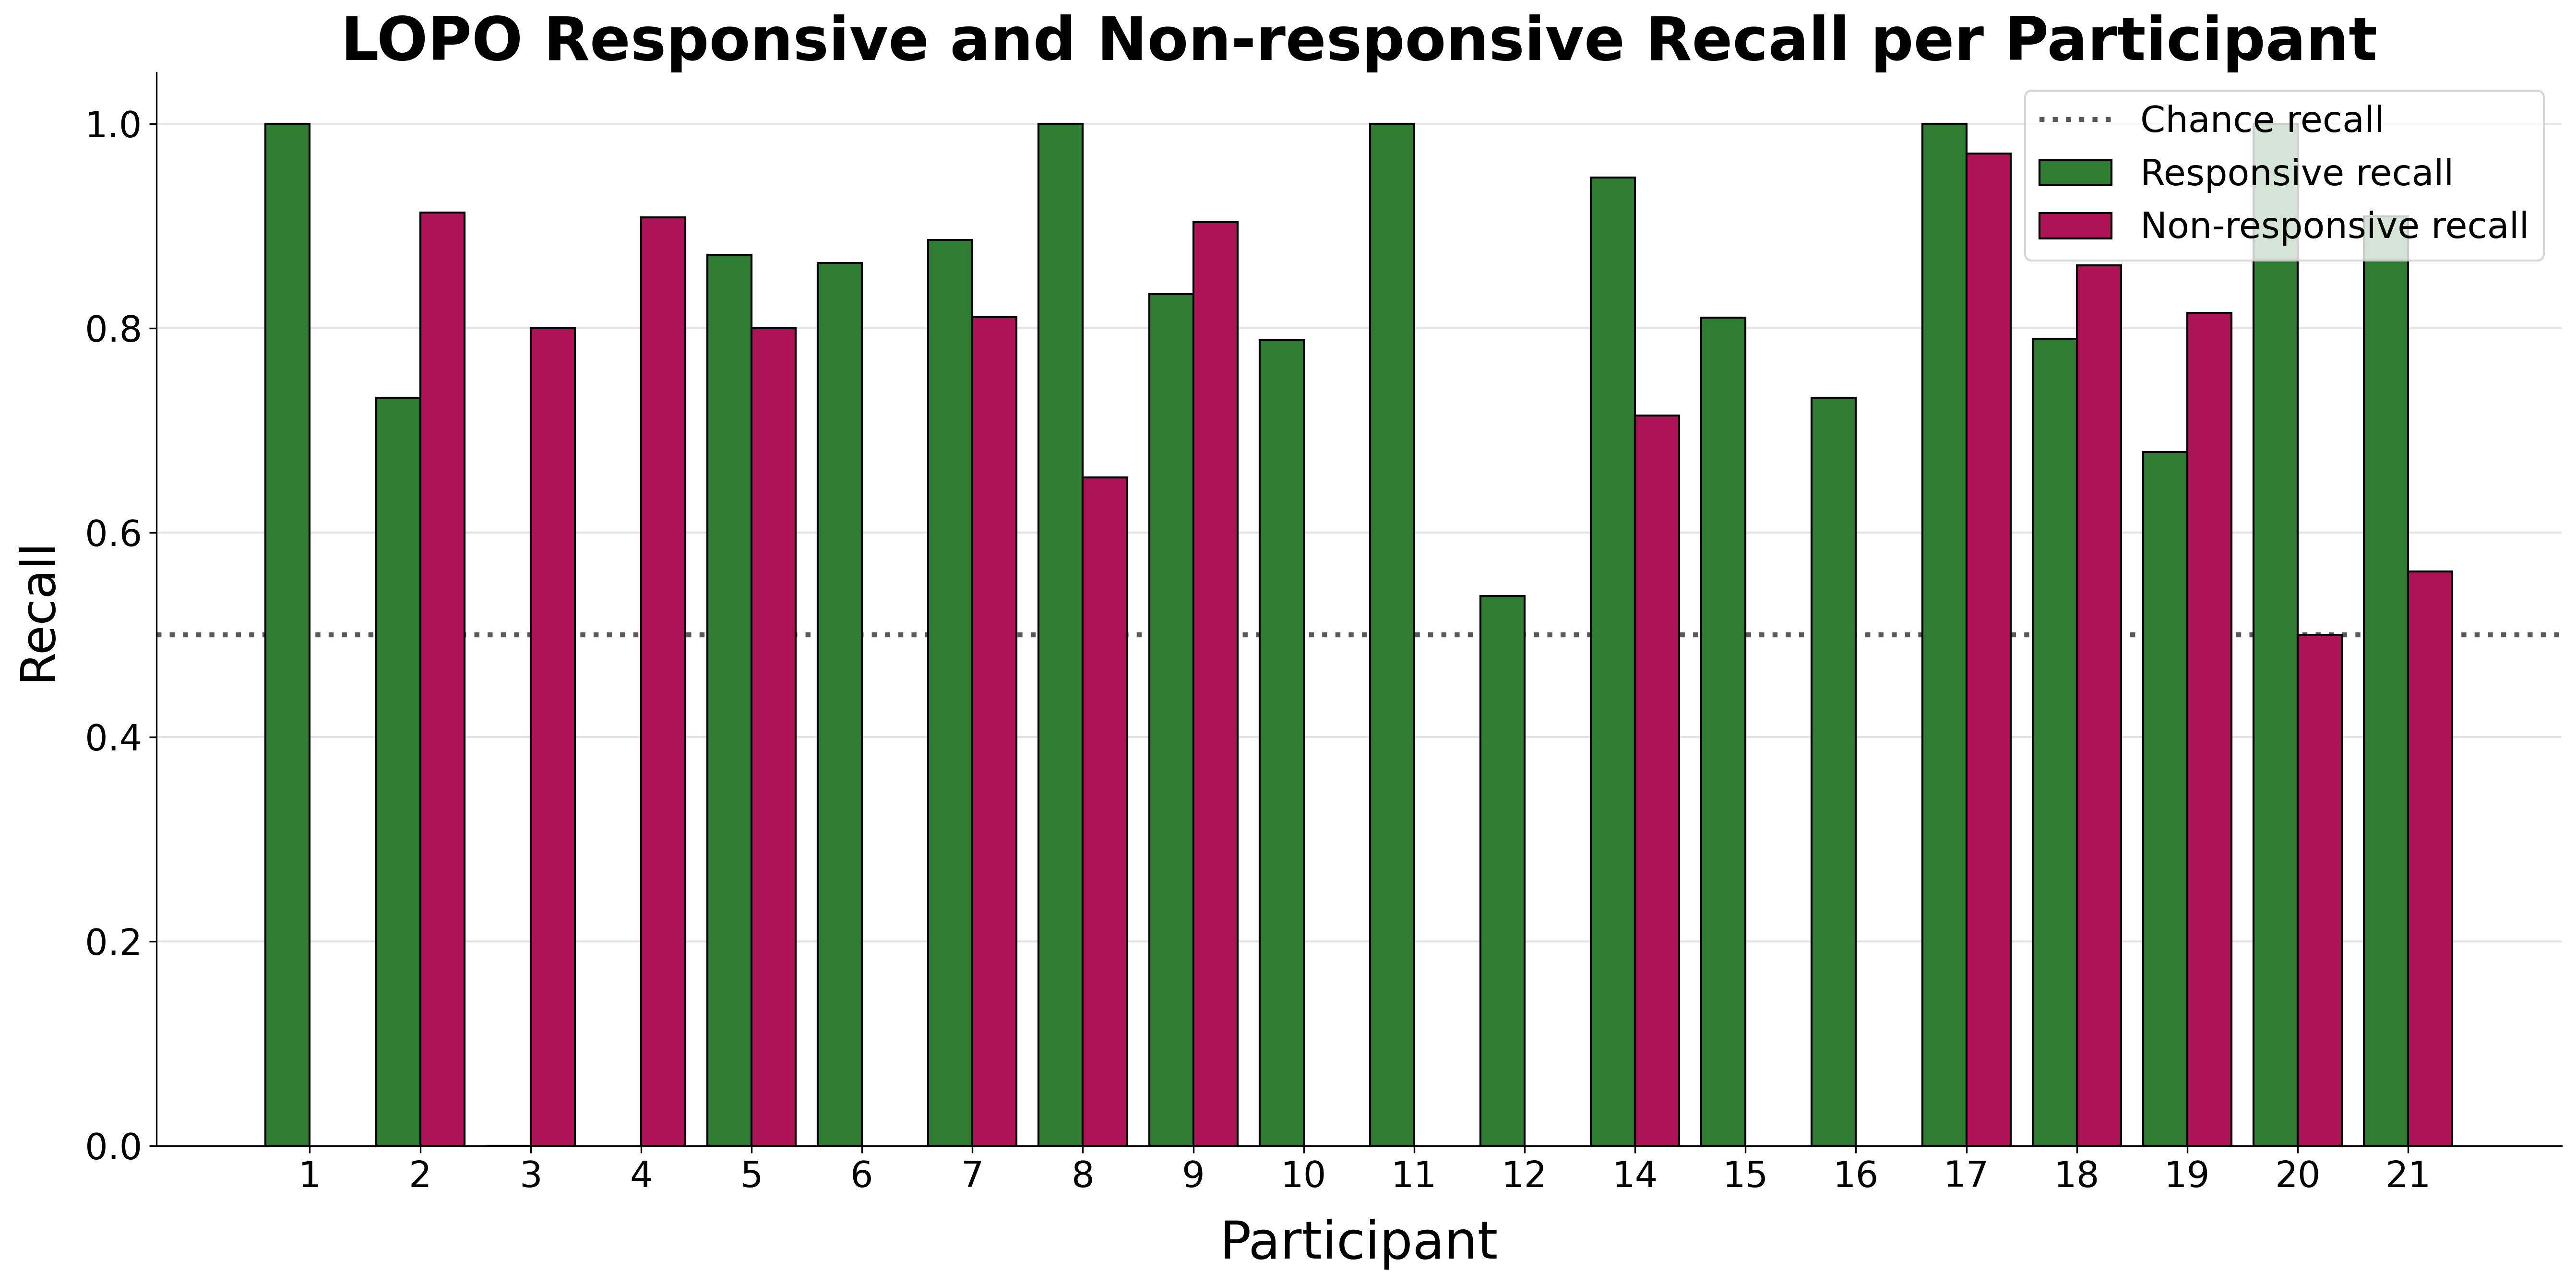 LOPO Responsive and Non-responsive Recall per Participant
Chance recall
Responsive recall
Non-responsive recall
1.0
0.8
0.6
0.4
0.2
0.0
Recall
1 2 3 4 5 6 7 8 9 10 11 12 14 15 16 17 18 19 20 21
Participant